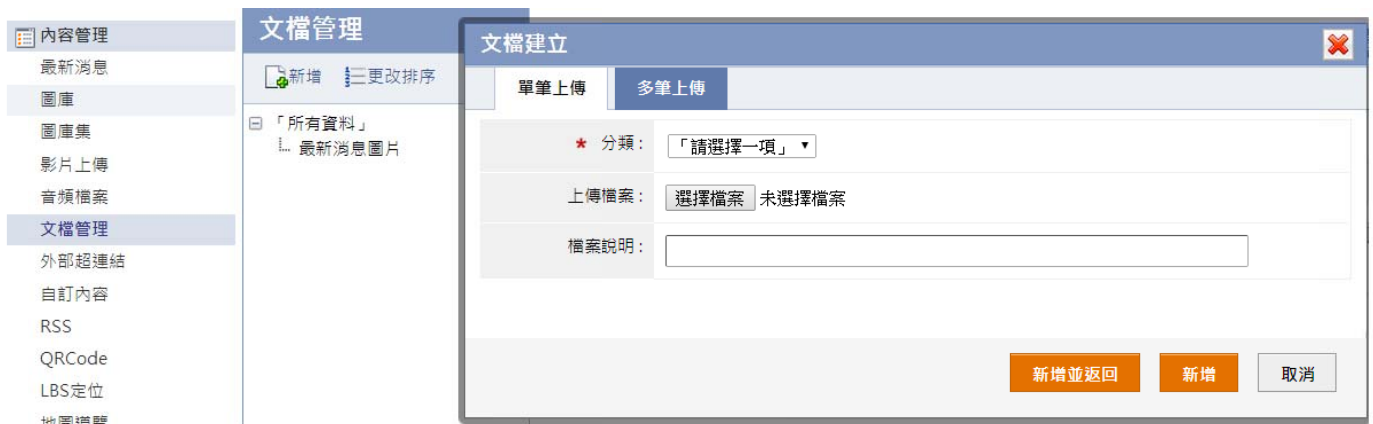 內容管理
最新消息
圖庫
圖庫集
影片上傳
音頻檔案
文檔管理
外部超連結
自訂內容
RSS
QRCode
LBS定位
地圖導覽
文檔管理
新增 更改排序
「所有資料」
最新消息圖片
文檔建立
單筆上傳 多筆上傳
* 分類: 「請選擇一項」
上傳檔案: 選擇檔案 未選擇檔案
檔案說明:
新增並返回 新增 取消